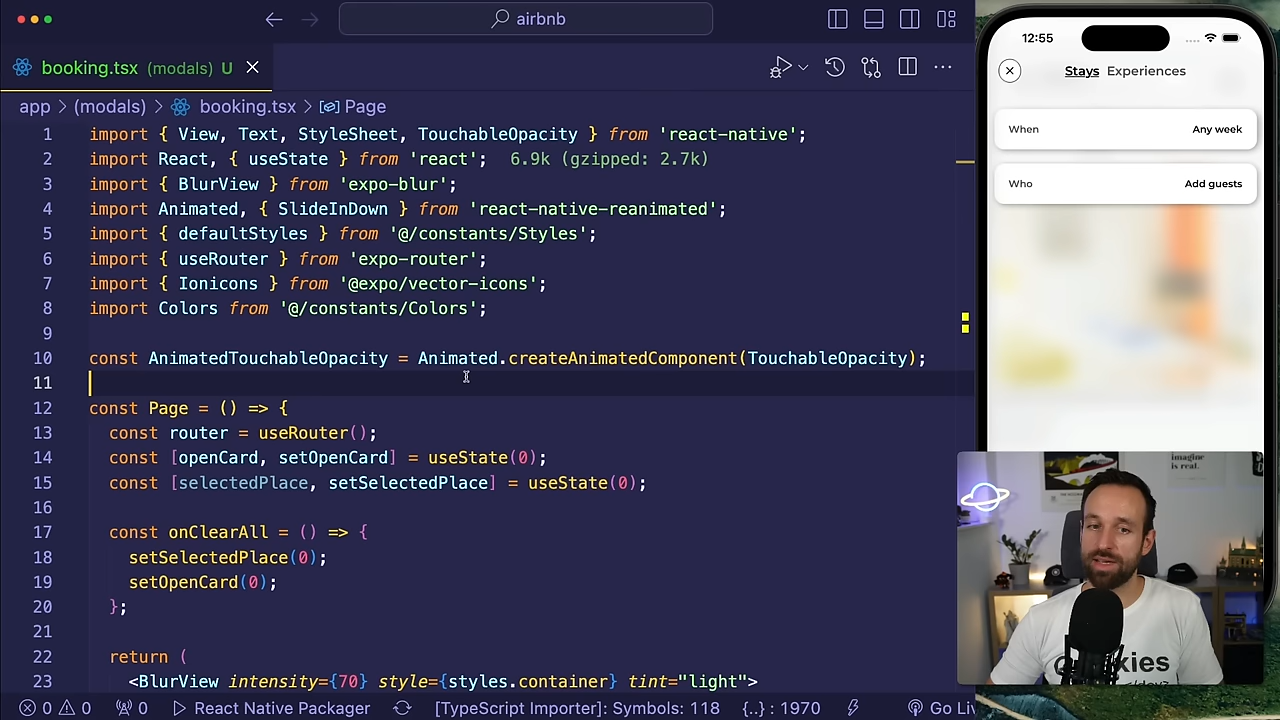 airbnb
booking.tsx (modals) U
app > (modals) > booking.tsx > Page
1 import { View, Text, StyleSheet, TouchableOpacity } from 'react-native';
2 import React, { useState } from 'react'; 6.9k (gzipped: 2.7k)
3 import { BlurView } from 'expo-blur';
4 import Animated, { SlideInDown } from 'react-native-reanimated';
5 import { defaultStyles } from '@/constants/Styles';
6 import { useRouter } from 'expo-router';
7 import { Ionicons } from '@expo/vector-icons';
8 import Colors from '@/constants/Colors';
9
10 const AnimatedTouchableOpacity = Animated.createAnimatedComponent(TouchableOpacity);
11
12 const Page = () => {
13 const router = useRouter();
14 const [openCard, setOpenCard] = useState(0);
15 const [selectedPlace, setSelectedPlace] = useState(0);
16
17 const onClearAll = () => {
18 setSelectedPlace(0);
19 setOpenCard(0);
20 };
21
22 return (
23 <BlurView intensity={70} style={styles.container} tint="light">
0 0 0 React Native Packager [TypeScript Importer]: Symbols: 118 {..} : 1970 Go Liv
12:55
Stays Experiences
When Any week
Who Add guests
imagine
is real.